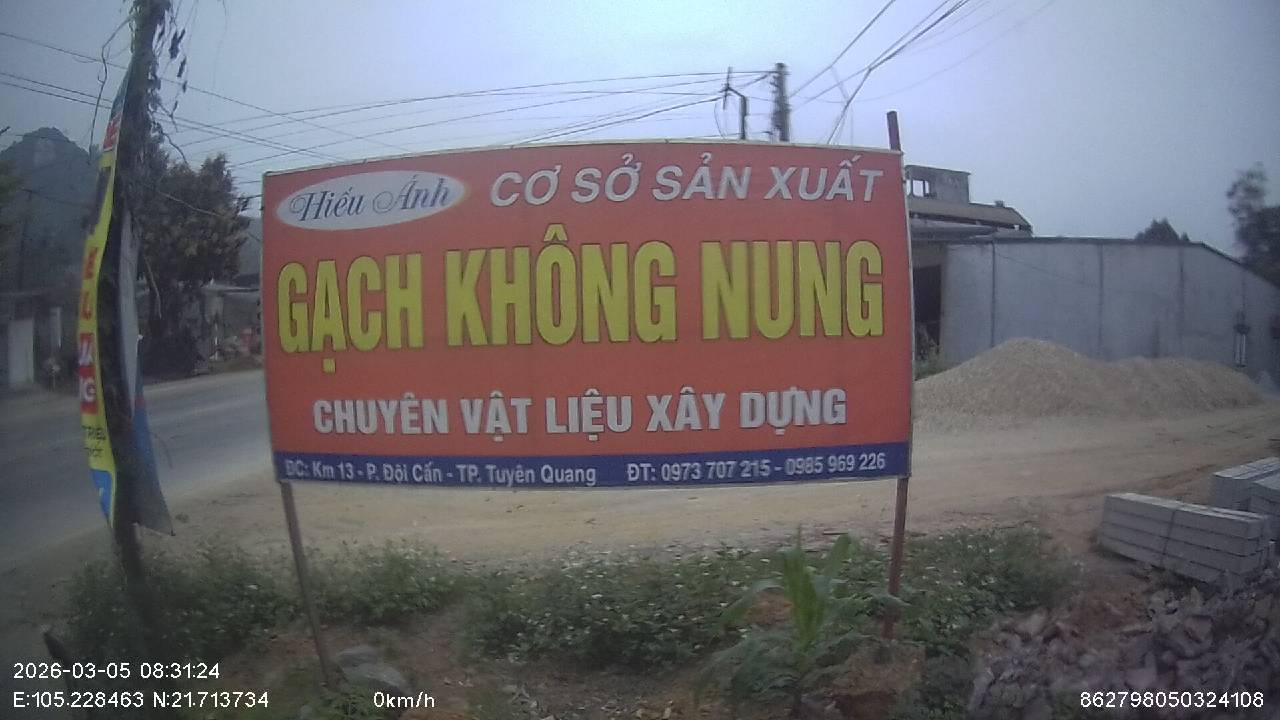 Hiếu Ánh
CƠ SỞ SẢN XUẤT
GẠCH KHÔNG NUNG
CHUYÊN VẬT LIỆU XÂY DỰNG
ĐC: Km 13 - P. Đội Cấn - TP. Tuyên Quang ĐT: 0973 707 215 - 0985 969 226
2026-03-05 08:31:24
E:105.228463 N:21.713734 0km/h 862798050324108